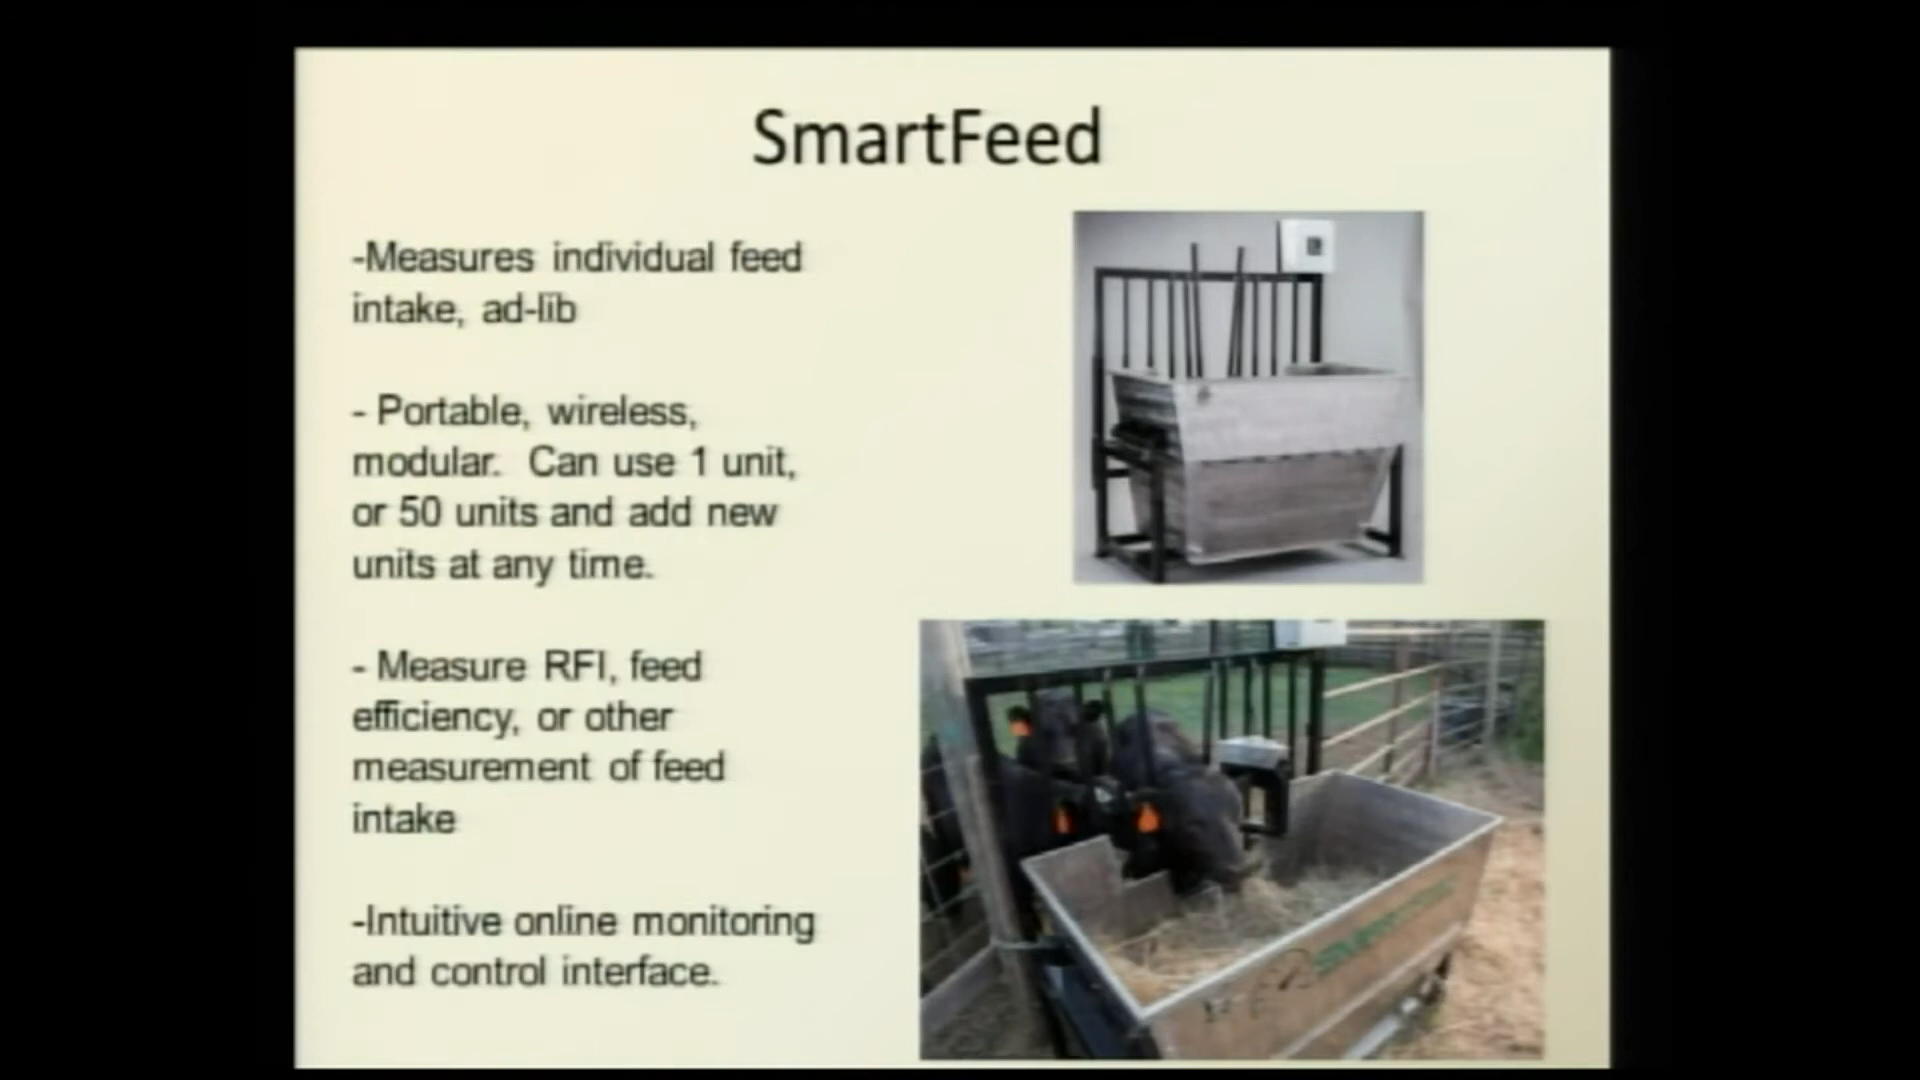 SmartFeed
-Measures individual feed
intake, ad-lib
- Portable, wireless,
modular. Can use 1 unit,
or 50 units and add new
units at any time.
- Measure RFI, feed
efficiency, or other
measurement of feed
intake
-Intuitive online monitoring
and control interface.